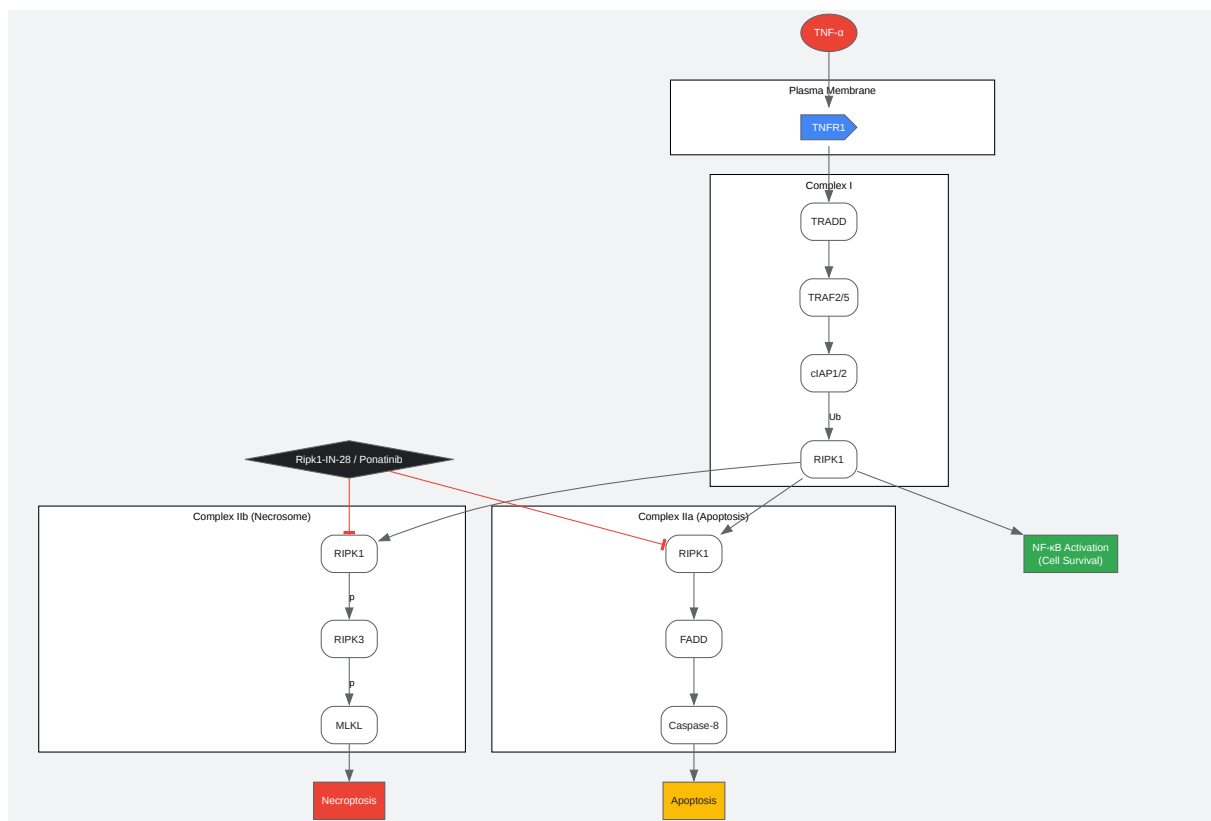 TNF-α
Plasma Membrane
TNFR1
Complex I
TRADD
TRAF2/5
cIAP1/2
Ub
RIPK1
Ripk1-IN-28 / Ponatinib
Complex IIb (Necrosome)
RIPK1
p
RIPK3
p
MLKL
Necroptosis
Complex IIa (Apoptosis)
RIPK1
FADD
Caspase-8
Apoptosis
NF-κB Activation
(Cell Survival)